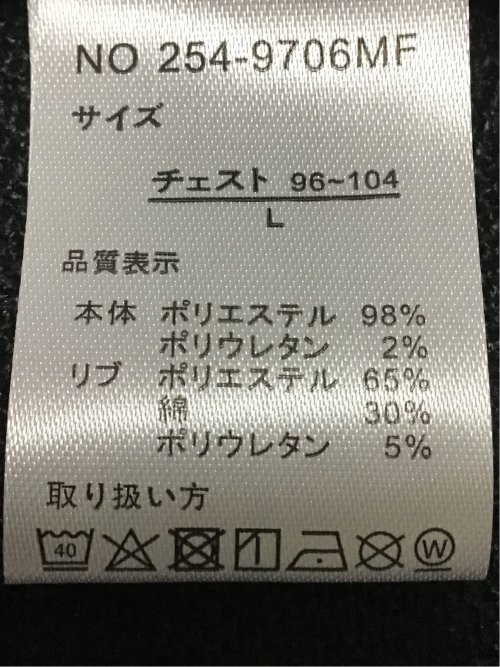 NO 254-9706MF
サイズ
チェスト 96~104
L
品質表示
本体 ポリエステル 98%
ポリウレタン 2%
リブ ポリエステル 65%
綿 30%
ポリウレタン 5%
取り扱い方
40 W